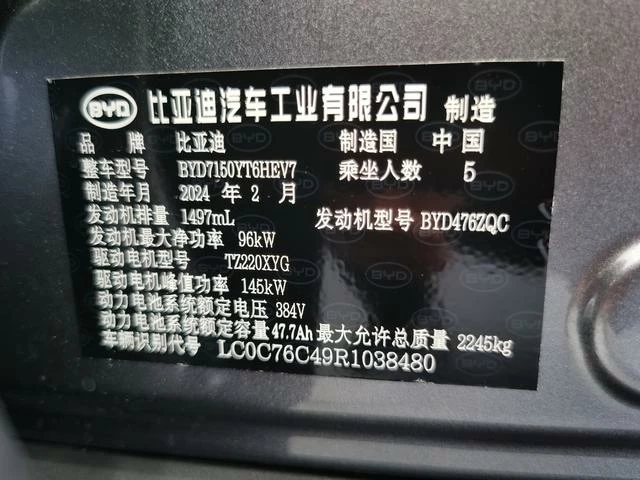 BYD 比亚迪汽车工业有限公司 制造
品牌 比亚迪 制造国 中国
整车型号 BYD7150YT6HEV7 乘坐人数 5
制造年月 2024 年 2 月
发动机排量 1497mL 发动机型号 BYD476ZQC
发动机最大净功率 96kW
驱动电机型号 TZ220XYG
驱动电机峰值功率 145kW
动力电池系统额定电压 384V
动力电池系统额定容量 47.7Ah 最大允许总质量 2245kg
车辆识别代号 LC0C76C49R1038480